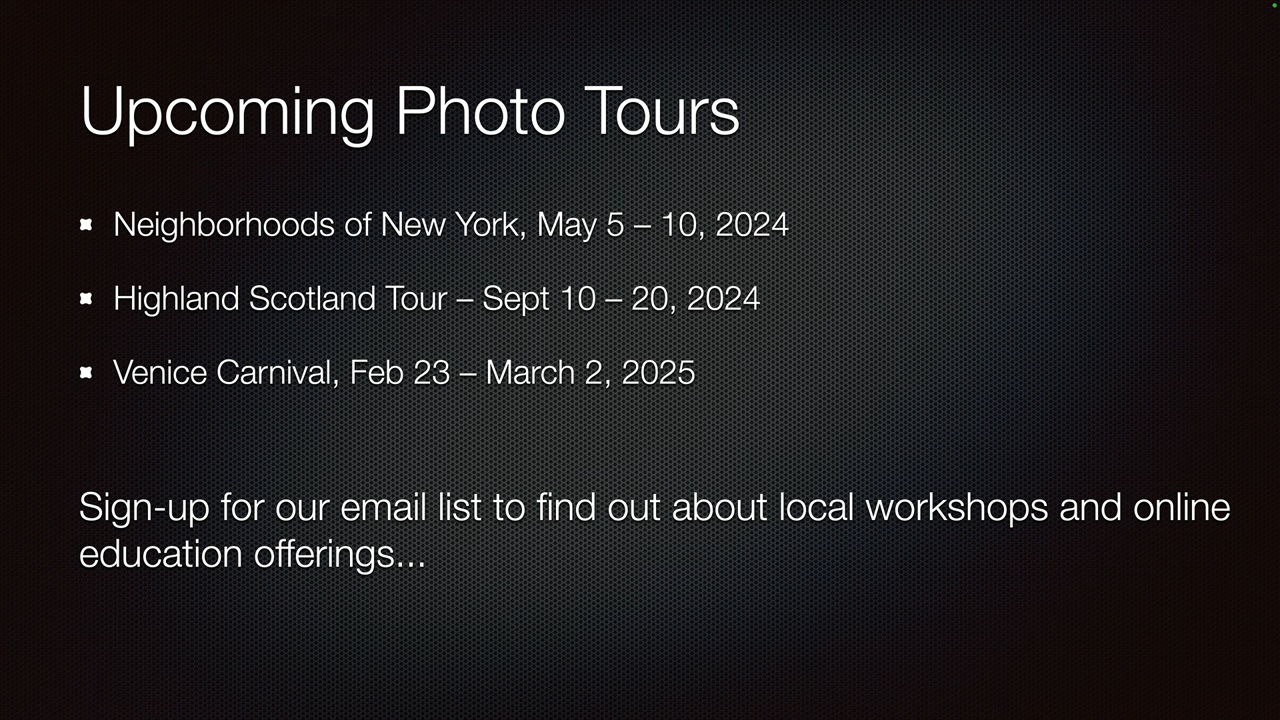 Upcoming Photo Tours
Neighborhoods of New York, May 5 – 10, 2024
Highland Scotland Tour – Sept 10 – 20, 2024
Venice Carnival, Feb 23 – March 2, 2025
Sign-up for our email list to find out about local workshops and online
education offerings...